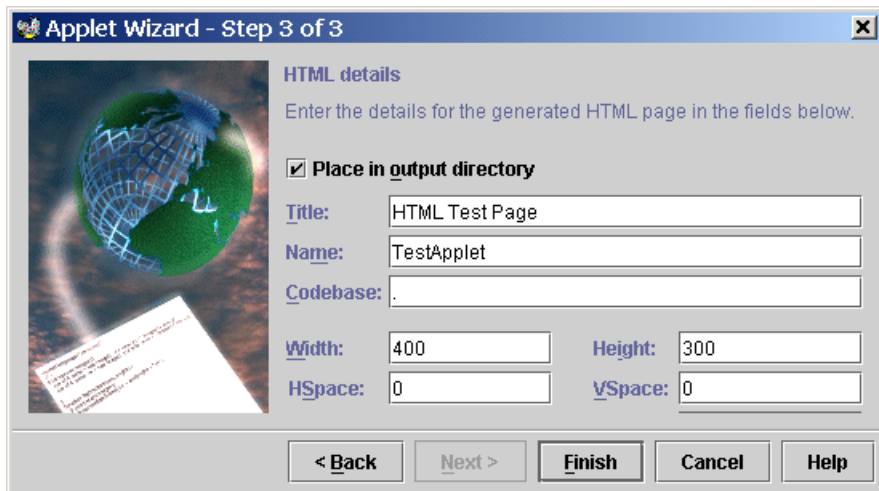 Applet Wizard - Step 3 of 3
HTML details
Enter the details for the generated HTML page in the fields below.
Place in output directory
Title: HTML Test Page
Name: TestApplet
Codebase: .
Width: 400 Height: 300
HSpace: 0 VSpace: 0
< Back Next > Finish Cancel Help